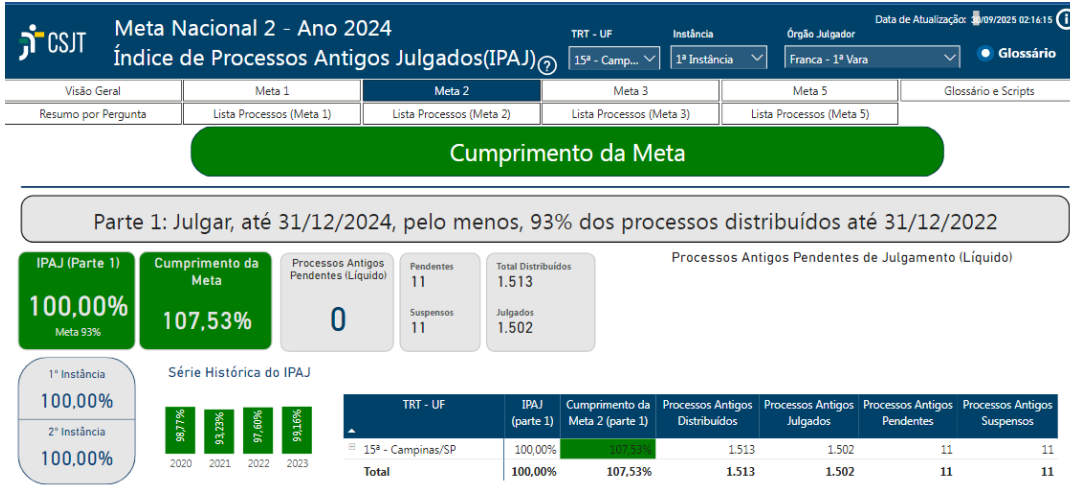 CSJT
Meta Nacional 2 - Ano 2024
Índice de Processos Antigos Julgados(IPAJ)
TRT - UF
15ª - Camp...
Instância
1ª Instância
Órgão Julgador
Franca - 1ª Vara
Data de Atualização: 30/09/2025 02:16:15
Glossário
Visão Geral
Meta 1
Meta 2
Meta 3
Meta 5
Glossário e Scripts
Resumo por Pergunta
Lista Processos (Meta 1)
Lista Processos (Meta 2)
Lista Processos (Meta 3)
Lista Processos (Meta 5)
Cumprimento da Meta
Parte 1: Julgar, até 31/12/2024, pelo menos, 93% dos processos distribuídos até 31/12/2022
IPAJ (Parte 1)
100,00%
Meta 93%
Cumprimento da
Meta
107,53%
Processos Antigos
Pendentes (Líquido)
0
Pendentes
11
Suspensos
11
Total Distribuídos
1.513
Julgados
1.502
Processos Antigos Pendentes de Julgamento (Líquido)
1ª Instância
100,00%
2ª Instância
100,00%
Série Histórica do IPAJ
98,77%
93,23%
97,60%
99,16%
2020
2021
2022
2023
TRT - UF
IPAJ
(parte 1)
Cumprimento da
Meta 2 (parte 1)
Processos Antigos
Distribuídos
Processos Antigos
Julgados
Processos Antigos
Pendentes
Processos Antigos
Suspensos
15ª - Campinas/SP 100,00% 107,53% 1.513 1.502 11 11
Total 100,00% 107,53% 1.513 1.502 11 11